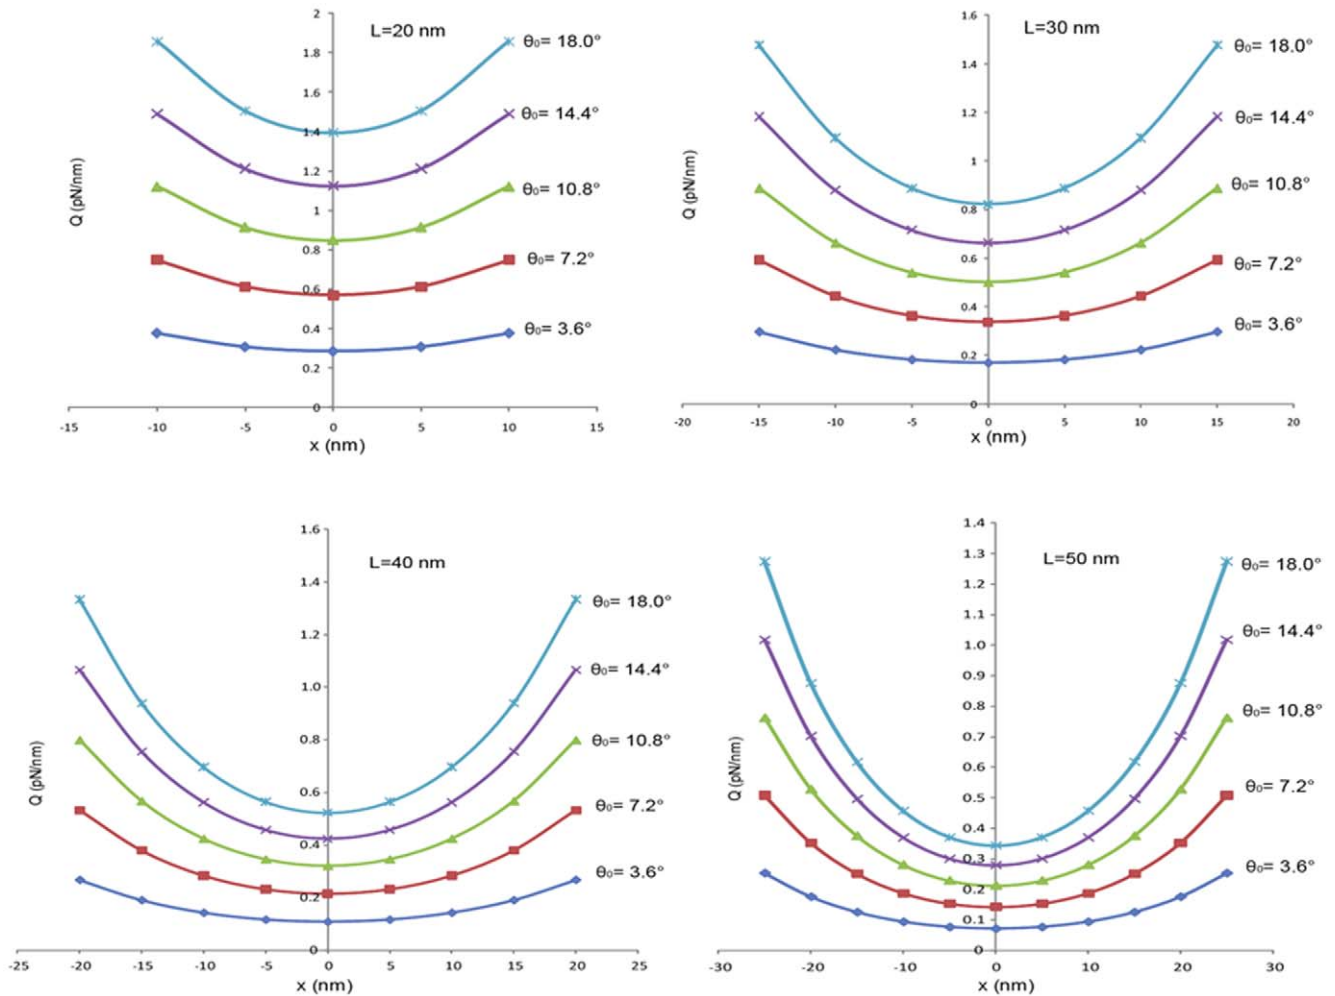 L=20 nm
2
1.8
1.6
1.4
1.2
1
0.8
0.6
0.4
0.2
0
Q (pN/nm)
θ₀= 18.0°
θ₀= 14.4°
θ₀= 10.8°
θ₀= 7.2°
θ₀= 3.6°
-15 -10 -5 0 5 10 15
x (nm)
L=30 nm
1.6
1.4
1.2
1
0.8
0.6
0.4
0.2
0
Q (pN/nm)
θ₀= 18.0°
θ₀= 14.4°
θ₀= 10.8°
θ₀= 7.2°
θ₀= 3.6°
-20 -15 -10 -5 0 5 10 15 20
x (nm)
L=40 nm
1.6
1.4
1.2
1.0
0.8
0.6
0.4
0.2
0
Q (pN/nm)
θ₀= 18.0°
θ₀= 14.4°
θ₀= 10.8°
θ₀= 7.2°
θ₀= 3.6°
-25 -20 -15 -10 -5 0 5 10 15 20 25
x (nm)
L=50 nm
1.4
1.3
1.2
1.1
1.0
0.9
0.8
0.7
0.6
0.5
0.4
0.3
0.2
0.1
0
Q (pN/nm)
θ₀= 18.0°
θ₀= 14.4°
θ₀= 10.8°
θ₀= 7.2°
θ₀= 3.6°
-30 -20 -10 0 10 20 30
x (nm)